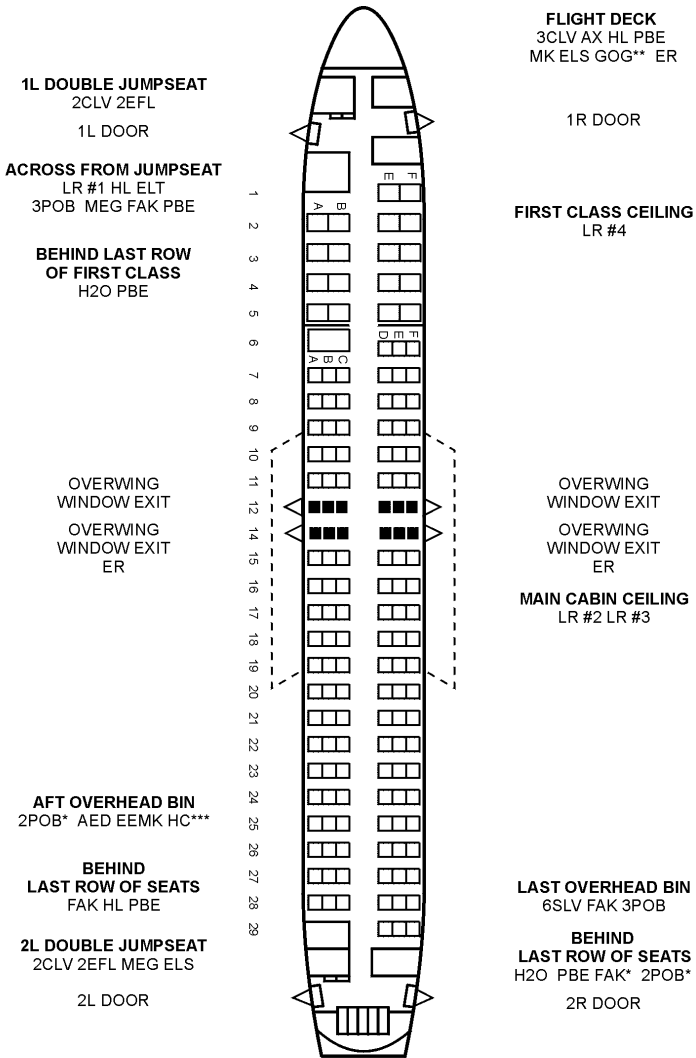 FLIGHT DECK
3CLV AX HL PBE
MK ELS GOG** ER
1L DOUBLE JUMPSEAT
2CLV 2EFL
1L DOOR
1R DOOR
ACROSS FROM JUMPSEAT
LR #1 HL ELT
3POB MEG FAK PBE
FIRST CLASS CEILING
LR #4
BEHIND LAST ROW
OF FIRST CLASS
H2O PBE
E F
1
A B
2
3
4
5
D E F
6
A B C
7
8
9
10
11
12
14
15
16
17
18
19
20
21
22
23
24
25
26
27
28
29
OVERWING
WINDOW EXIT
OVERWING
WINDOW EXIT
ER
OVERWING
WINDOW EXIT
OVERWING
WINDOW EXIT
ER
MAIN CABIN CEILING
LR #2 LR #3
AFT OVERHEAD BIN
2POB* AED EEMK HC***
BEHIND
LAST ROW OF SEATS
FAK HL PBE
2L DOUBLE JUMPSEAT
2CLV 2EFL MEG ELS
2L DOOR
LAST OVERHEAD BIN
6SLV FAK 3POB
BEHIND
LAST ROW OF SEATS
H2O PBE FAK* 2POB*
2R DOOR